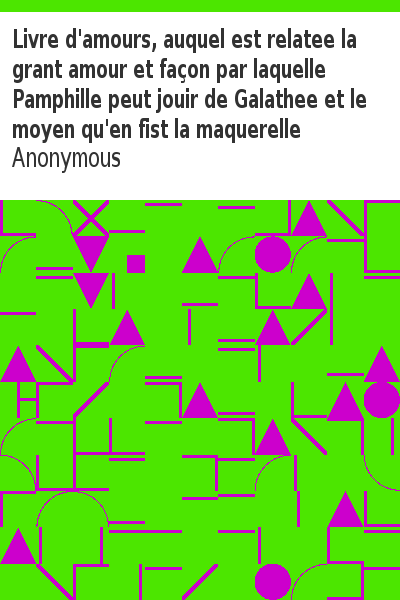 Livre d'amours, auquel est relatee la
grant amour et façon par laquelle
Pamphille peut jouir de Galathee et le
moyen qu'en fist la maquerelle
Anonymous